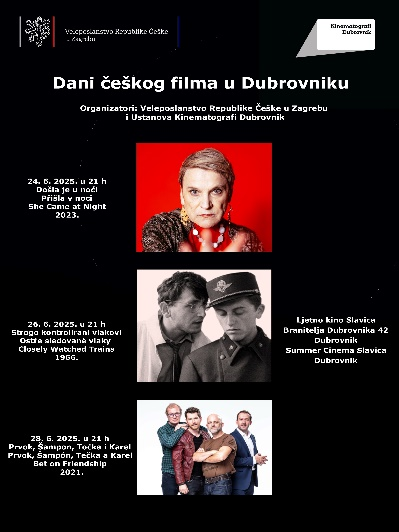 Veleposlanstvo Republike Češke
u Zagrebu
Kinematografi
Dubrovnik
Dani češkog filma u Dubrovniku
Organizatori: Veleposlanstvo Republike Češke u Zagrebu
i Ustanova Kinematografi Dubrovnik
24. 6. 2025. u 21 h
Došla je u noći
Přišla v noci
She Came at Night
2023.
26. 6. 2025. u 21 h
Strogo kontrolirani vlakovi
Ostře sledované vlaky
Closely Watched Trains
1966.
Ljetno kino Slavica
Branitelja Dubrovnika 42
Dubrovnik
Summer Cinema Slavica
Dubrovnik
28. 6. 2025. u 21 h
Prvok, Šampon, Točka i Karel
Prvok, Šampón, Tečka a Karel
Bet on Friendship
2021.